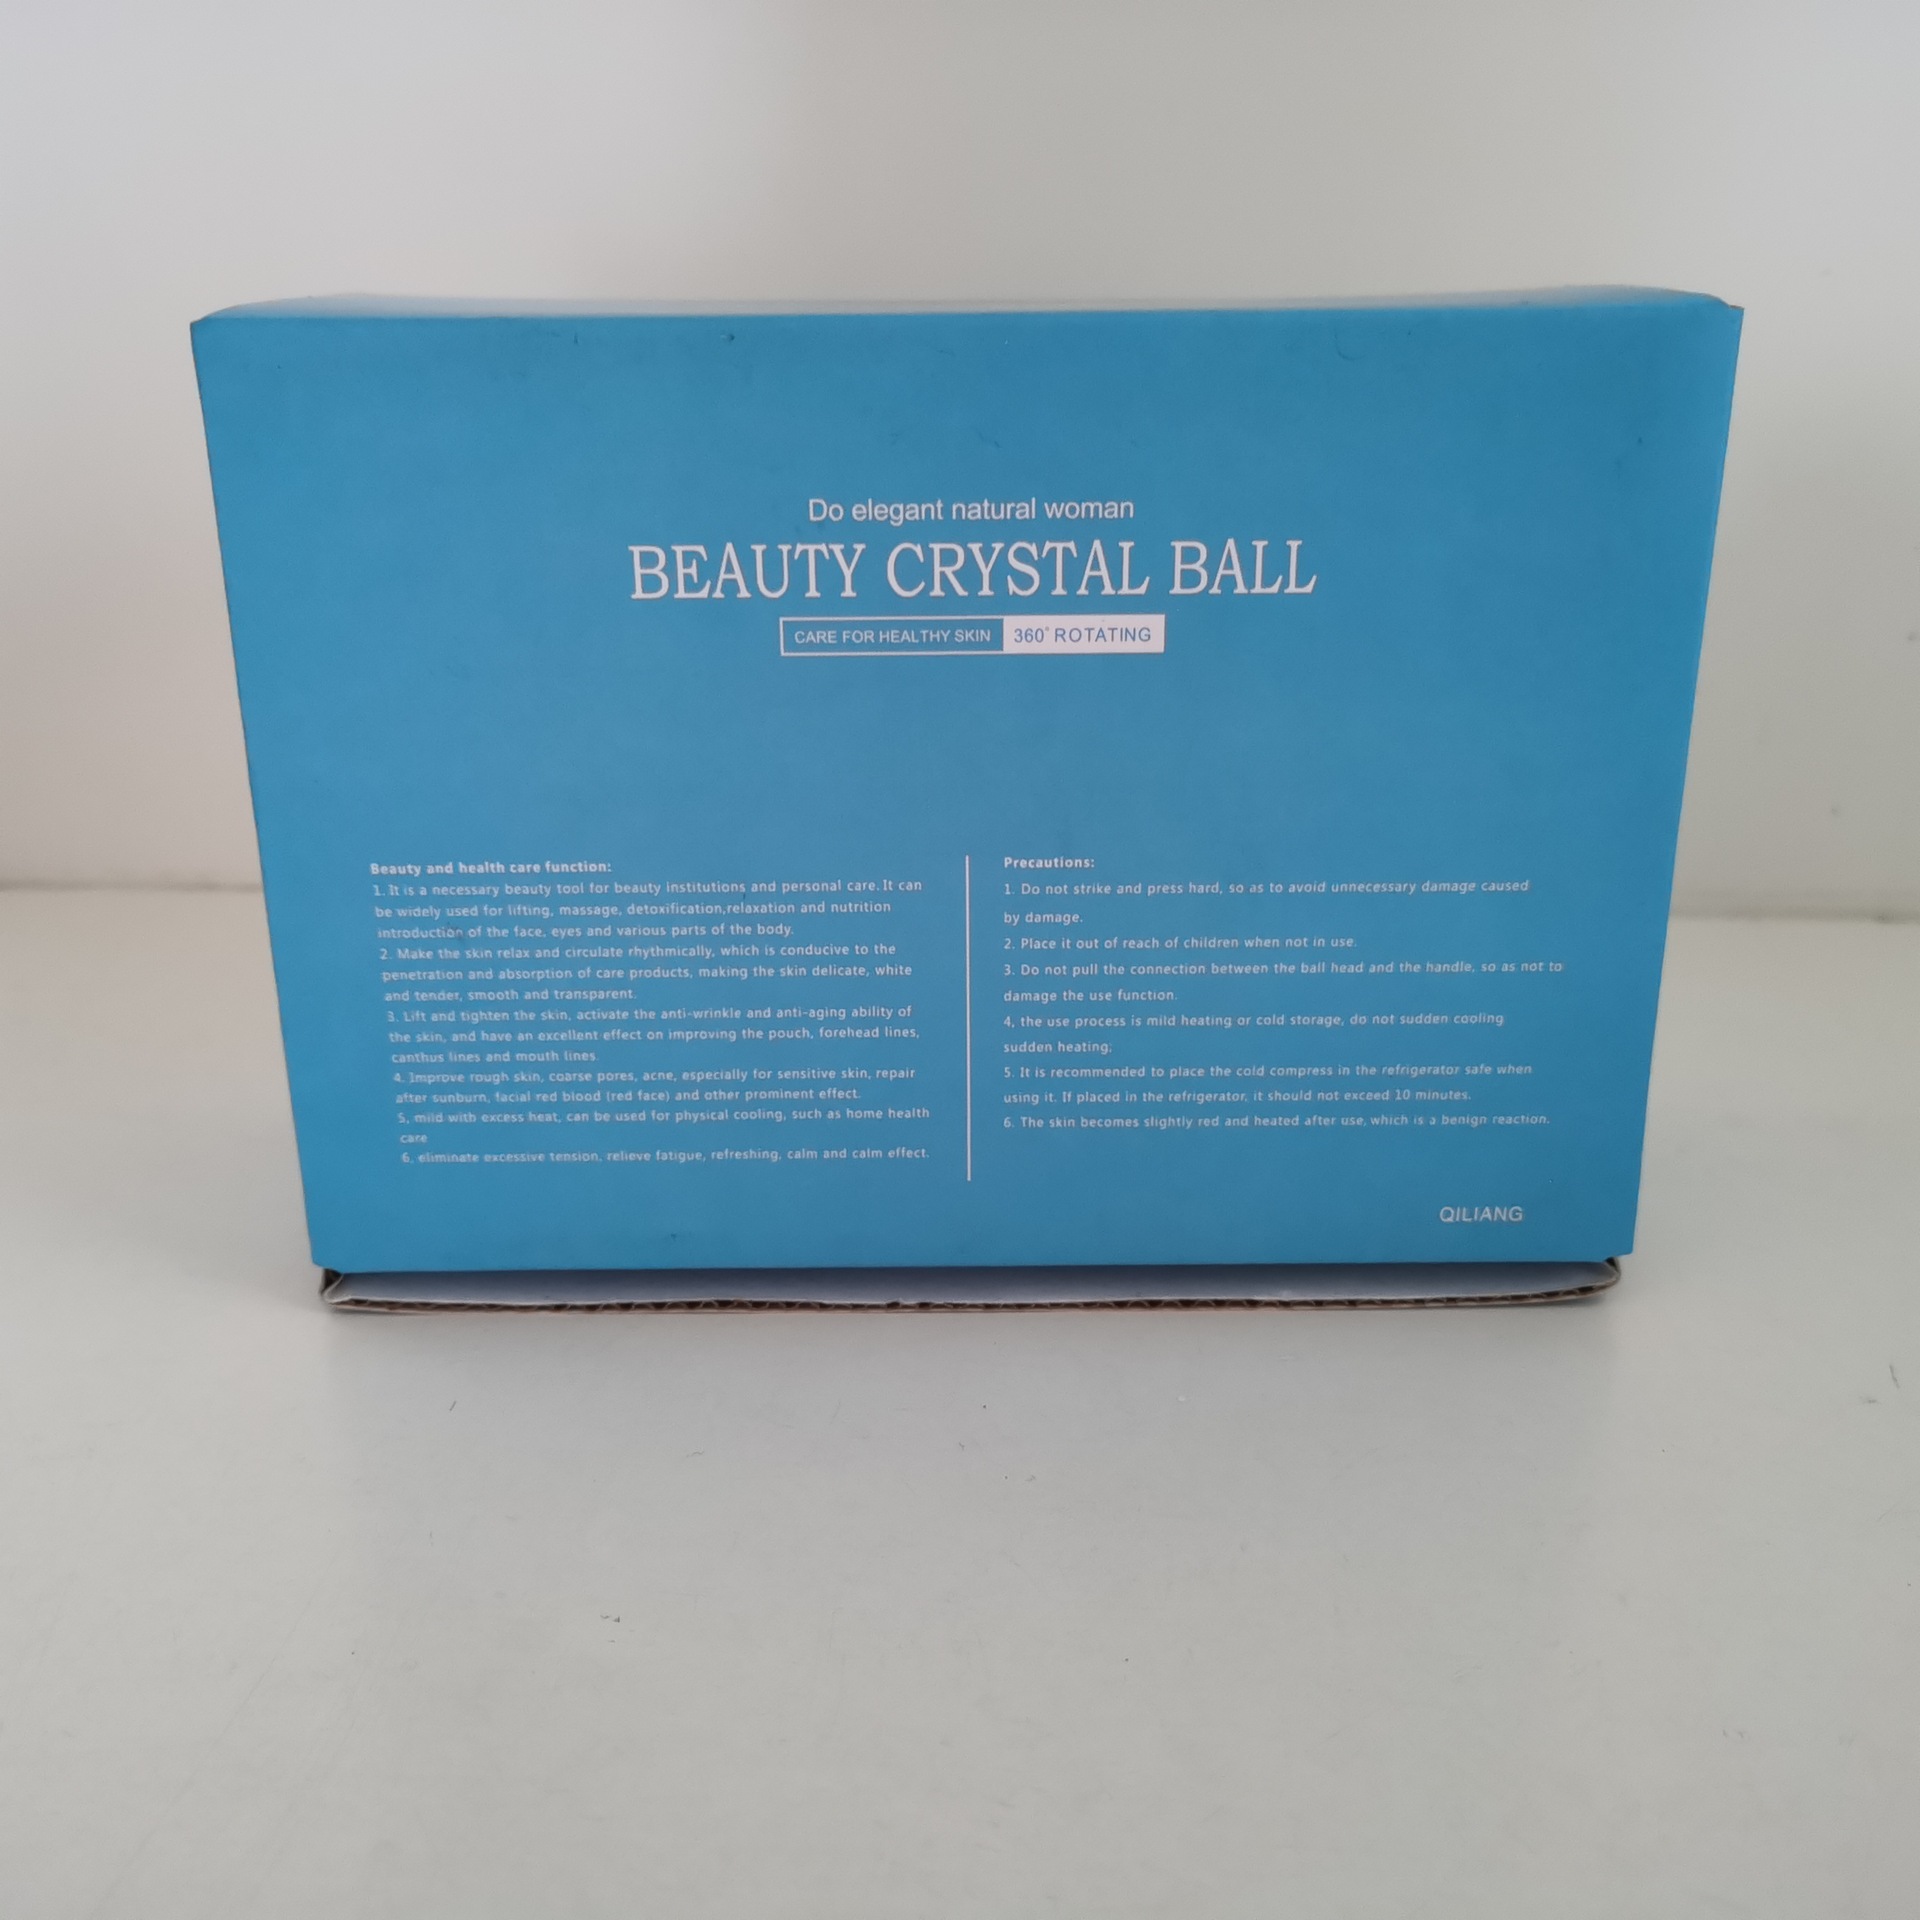 Do elegant natural woman
BEAUTY CRYSTAL BALL
CARE FOR HEALTHY SKIN 360° ROTATING
Beauty and health care function:
1. It is a necessary beauty tool for beauty institutions and personal care. It can
be widely used for lifting, massage, detoxification,relaxation and nutrition
introduction of the face, eyes and various parts of the body.
2. Make the skin relax and circulate rhythmically, which is conducive to the
penetration and absorption of care products, making the skin delicate, white
and tender, smooth and transparent.
3. Lift and tighten the skin, activate the anti-wrinkle and anti-aging ability of
the skin, and have an excellent effect on improving the pouch, forehead lines,
canthus lines and mouth lines.
4. Improve rough skin, coarse pores, acne, especially for sensitive skin, repair
after sunburn, facial red blood (red face) and other prominent effect.
5, mild with excess heat, can be used for physical cooling, such as home health
care
6, eliminate excessive tension, relieve fatigue, refreshing, calm and calm effect.
Precautions:
1. Do not strike and press hard, so as to avoid unnecessary damage caused
by damage.
2. Place it out of reach of children when not in use.
3. Do not pull the connection between the ball head and the handle, so as not to
damage the use function.
4, the use process is mild heating or cold storage, do not sudden cooling
sudden heating;
5. It is recommended to place the cold compress in the refrigerator safe when
using it. If placed in the refrigerator, it should not exceed 10 minutes.
6. The skin becomes slightly red and heated after use, which is a benign reaction.
QILIANG